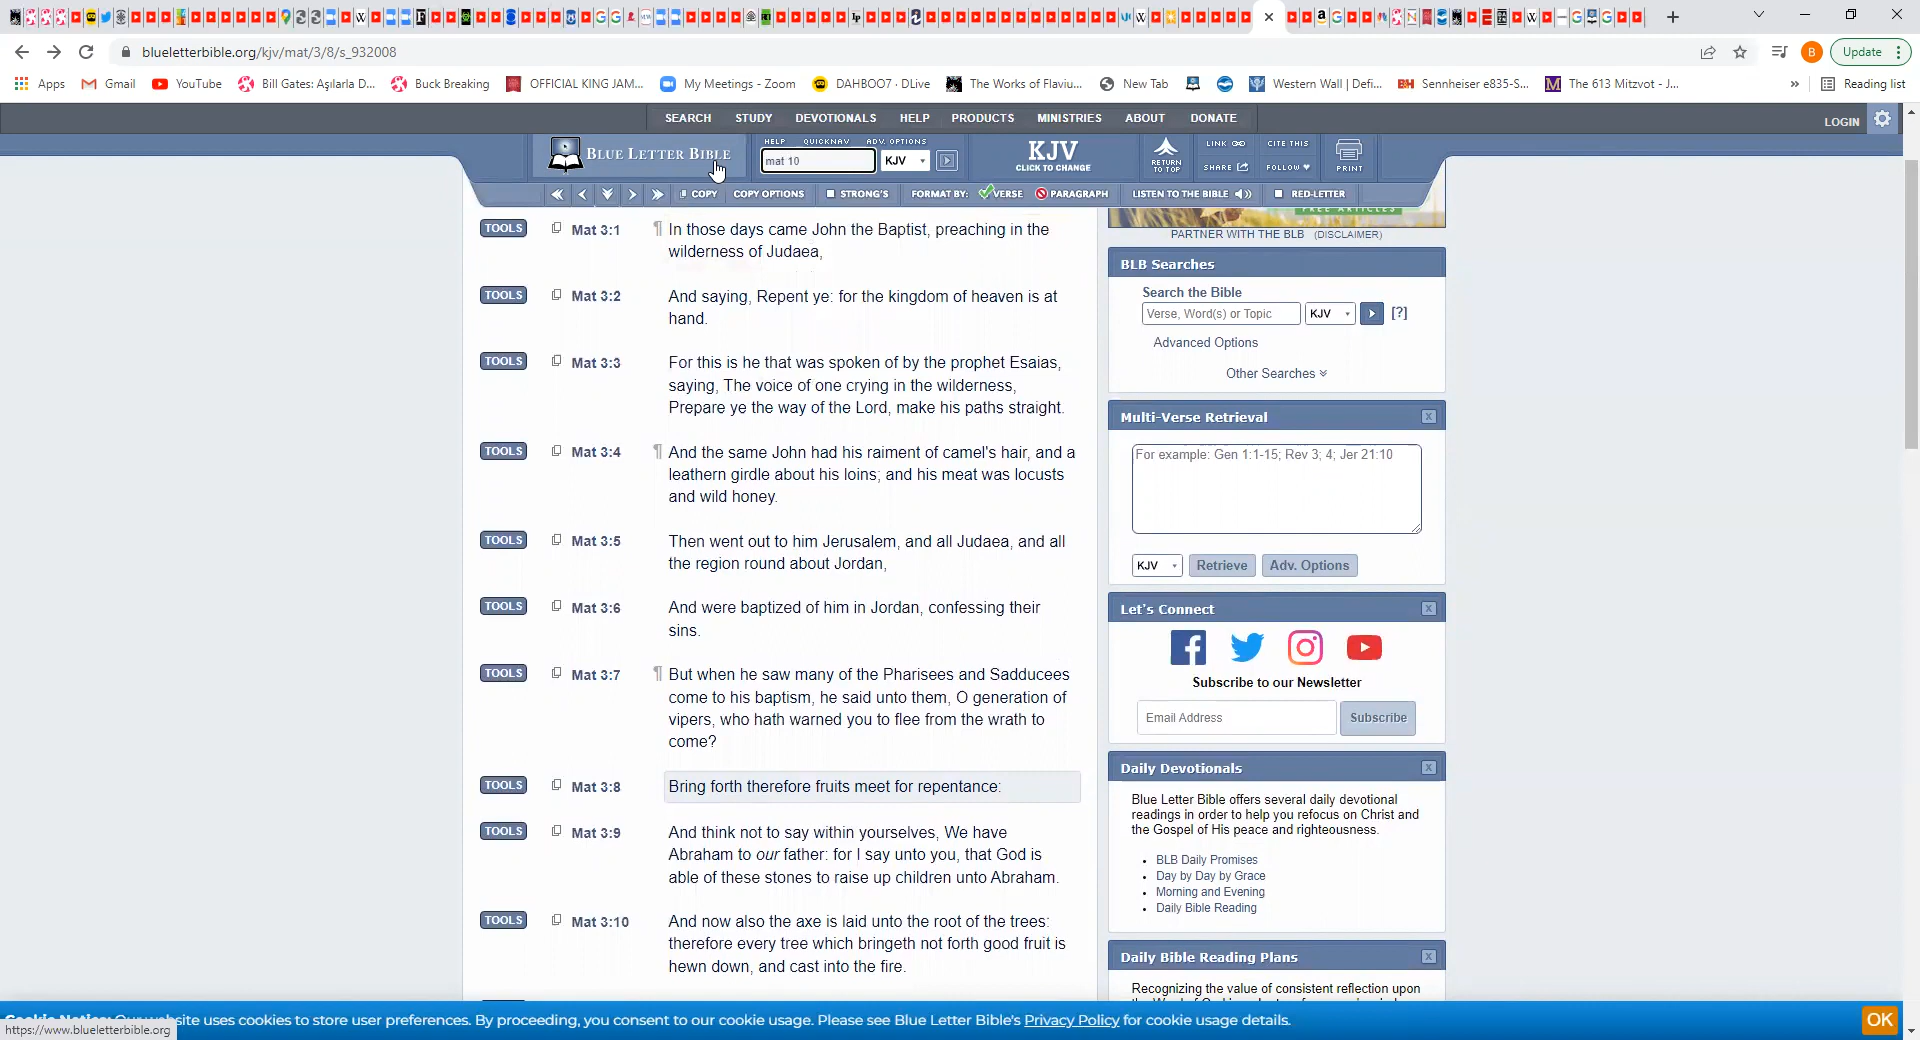 blueletterbible.org/kjv/mat/3/8/s_932008
B
Update
Apps
Gmail
YouTube
Bill Gates: Aşılarla D...
Buck Breaking
OFFICIAL KING JAM...
My Meetings - Zoom
DAHBOO7 · DLive
The Works of Flaviu...
New Tab
Western Wall | Defi...
Sennheiser e835-S...
The 613 Mitzvot - J...
»
Reading list
SEARCH STUDY DEVOTIONALS HELP PRODUCTS MINISTRIES ABOUT DONATE
LOGIN
BLUE LETTER BIBLE
HELP QUICKNAV ADV. OPTIONS
mat 10
KJV
KJV
CLICK TO CHANGE
RETURN
TO TOP
LINK
SHARE
CITE THIS
FOLLOW
PRINT
COPY COPY OPTIONS STRONG'S FORMAT BY: VERSE PARAGRAPH LISTEN TO THE BIBLE RED-LETTER
TOOLS Mat 3:1 ¶ In those days came John the Baptist, preaching in the
wilderness of Judaea,
TOOLS Mat 3:2 And saying, Repent ye: for the kingdom of heaven is at
hand.
TOOLS Mat 3:3 For this is he that was spoken of by the prophet Esaias,
saying, The voice of one crying in the wilderness,
Prepare ye the way of the Lord, make his paths straight.
TOOLS Mat 3:4 ¶ And the same John had his raiment of camel's hair, and a
leathern girdle about his loins; and his meat was locusts
and wild honey.
TOOLS Mat 3:5 Then went out to him Jerusalem, and all Judaea, and all
the region round about Jordan,
TOOLS Mat 3:6 And were baptized of him in Jordan, confessing their
sins.
TOOLS Mat 3:7 ¶ But when he saw many of the Pharisees and Sadducees
come to his baptism, he said unto them, O generation of
vipers, who hath warned you to flee from the wrath to
come?
TOOLS Mat 3:8 Bring forth therefore fruits meet for repentance:
TOOLS Mat 3:9 And think not to say within yourselves, We have
Abraham to our father: for I say unto you, that God is
able of these stones to raise up children unto Abraham.
TOOLS Mat 3:10 And now also the axe is laid unto the root of the trees:
therefore every tree which bringeth not forth good fruit is
hewn down, and cast into the fire.
FREE ARTICLES
PARTNER WITH THE BLB (DISCLAIMER)
BLB Searches
Search the Bible
Verse, Word(s) or Topic KJV [?]
Advanced Options
Other Searches
Multi-Verse Retrieval
For example: Gen 1:1-15; Rev 3; 4; Jer 21:10
KJV Retrieve Adv. Options
Let's Connect
Subscribe to our Newsletter
Email Address Subscribe
Daily Devotionals
Blue Letter Bible offers several daily devotional
readings in order to help you refocus on Christ and
the Gospel of His peace and righteousness.
• BLB Daily Promises
• Day by Day by Grace
• Morning and Evening
• Daily Bible Reading
Daily Bible Reading Plans
Recognizing the value of consistent reflection upon
Cookie Notice: Our website uses cookies to store user preferences. By proceeding, you consent to our cookie usage. Please see Blue Letter Bible's Privacy Policy for cookie usage details.
OK
https://www.blueletterbible.org